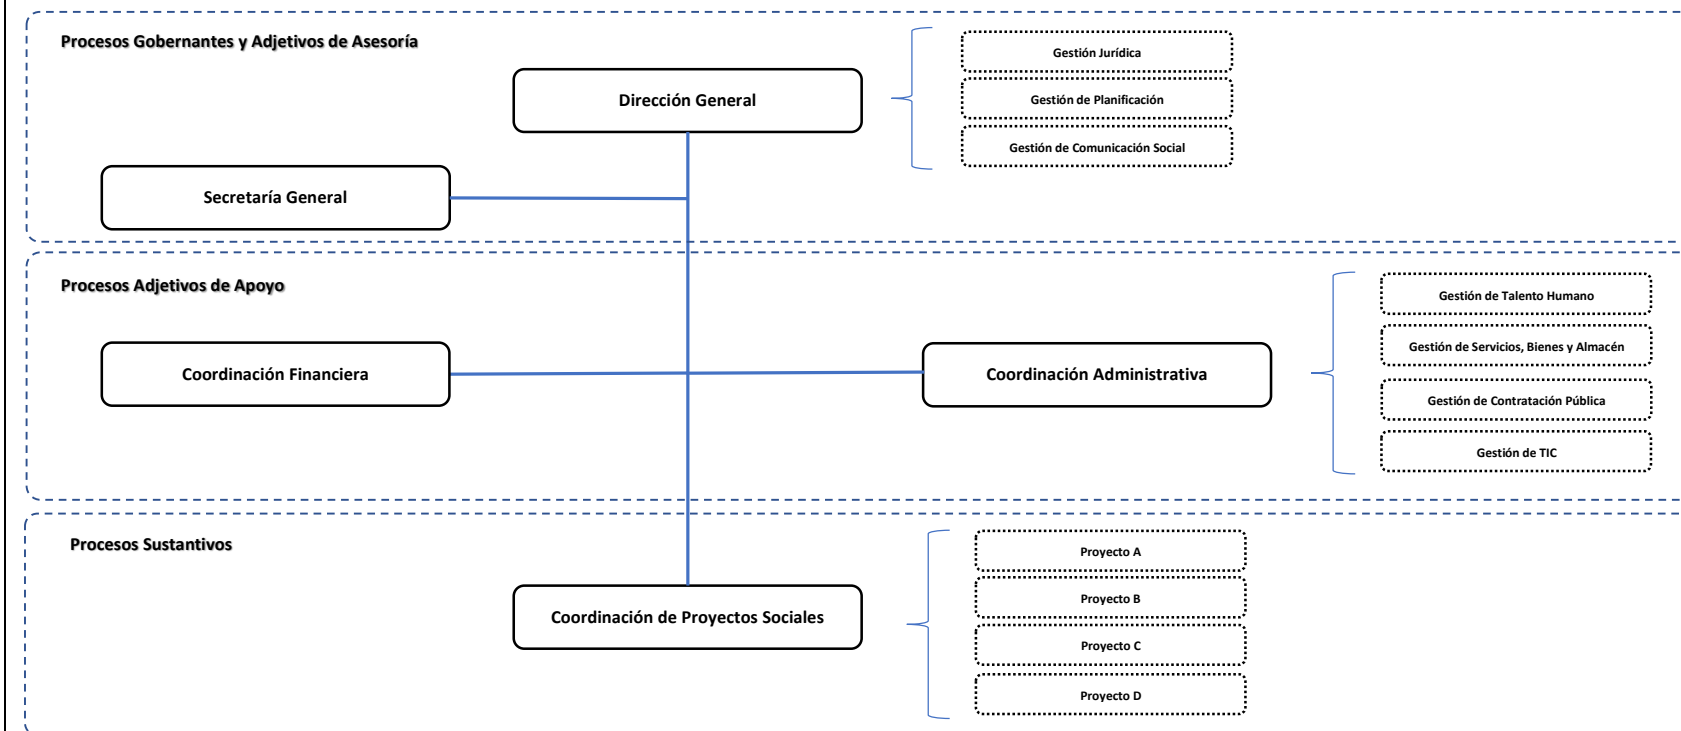 Procesos Gobernantes y Adjetivos de Asesoría
Dirección General
Gestión Jurídica
Gestión de Planificación
Gestión de Comunicación Social
Secretaría General
Procesos Adjetivos de Apoyo
Coordinación Financiera
Coordinación Administrativa
Gestión de Talento Humano
Gestión de Servicios, Bienes y Almacén
Gestión de Contratación Pública
Gestión de TIC
Procesos Sustantivos
Coordinación de Proyectos Sociales
Proyecto A
Proyecto B
Proyecto C
Proyecto D